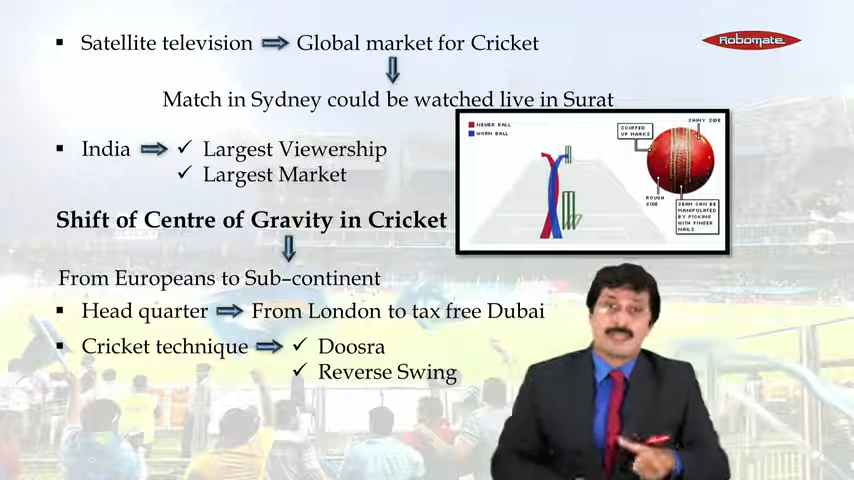 Satellite television Global market for Cricket
Robomate
Match in Sydney could be watched live in Surat
India ✓ Largest Viewership
✓ Largest Market
NEWER BALL
WORN BALL
SHINY SIDE
SCUFFED
UP MARKS
ROUGH
SIDE
SEAM CAN BE
MANIPULATED
BY PICKING
WITH FINGER
NAILS
Shift of Centre of Gravity in Cricket
From Europeans to Sub–continent
Head quarter From London to tax free Dubai
Cricket technique ✓ Doosra
✓ Reverse Swing